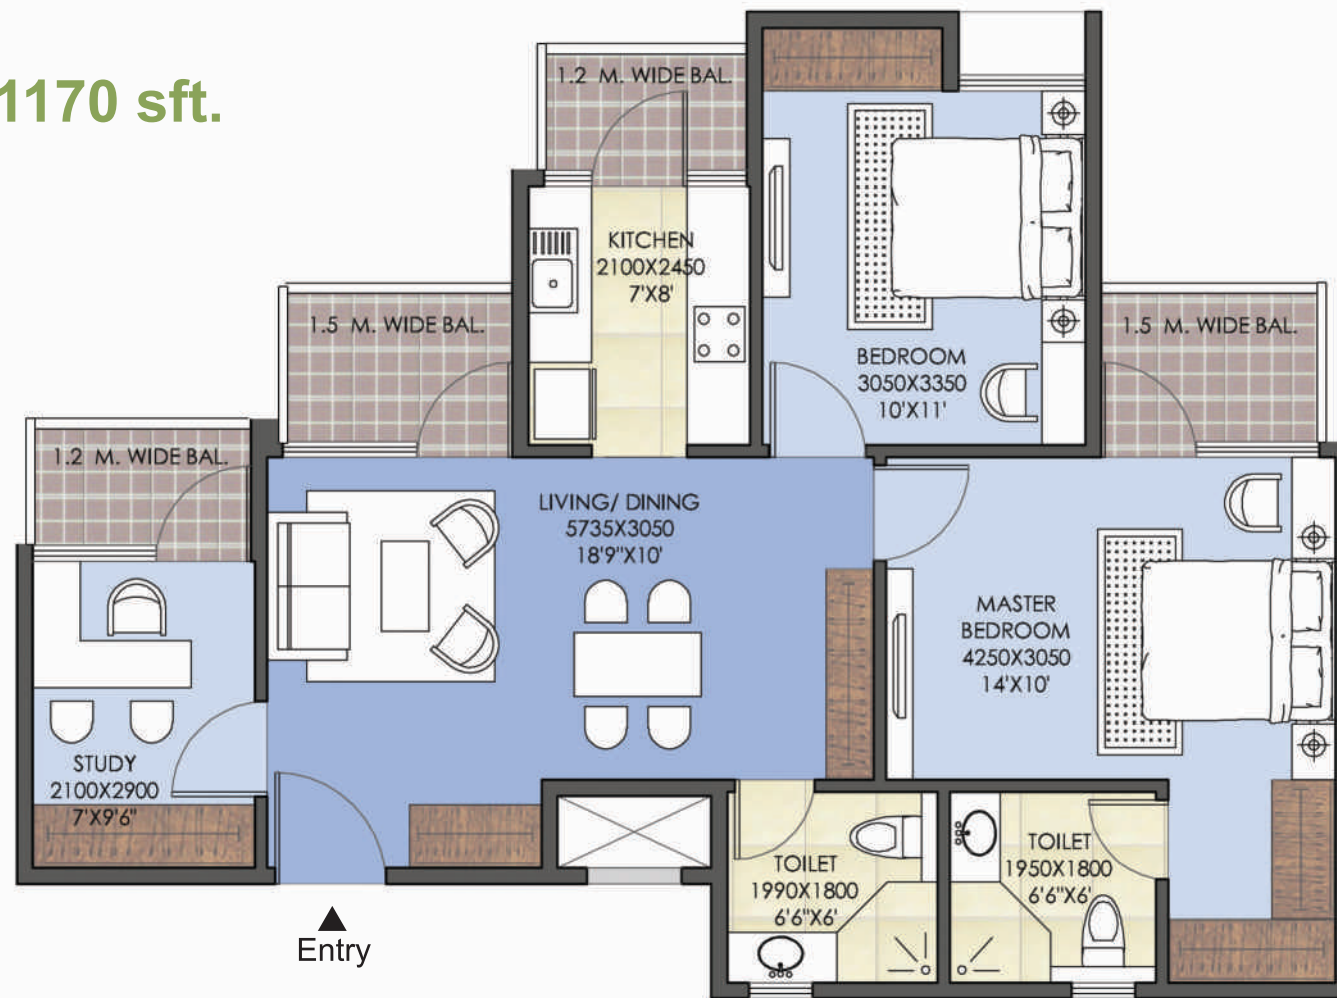 1170 sft.
1.2 M. WIDE BAL.
KITCHEN
2100X2450
7'X8'
1.5 M. WIDE BAL.
BEDROOM
3050X3350
10'X11'
1.5 M. WIDE BAL.
1.2 M. WIDE BAL.
LIVING/ DINING
5735X3050
18'9"X10'
MASTER
BEDROOM
4250X3050
14'X10'
STUDY
2100X2900
7'X9'6"
TOILET
1990X1800
6'6"X6'
TOILET
1950X1800
6'6"X6'
Entry